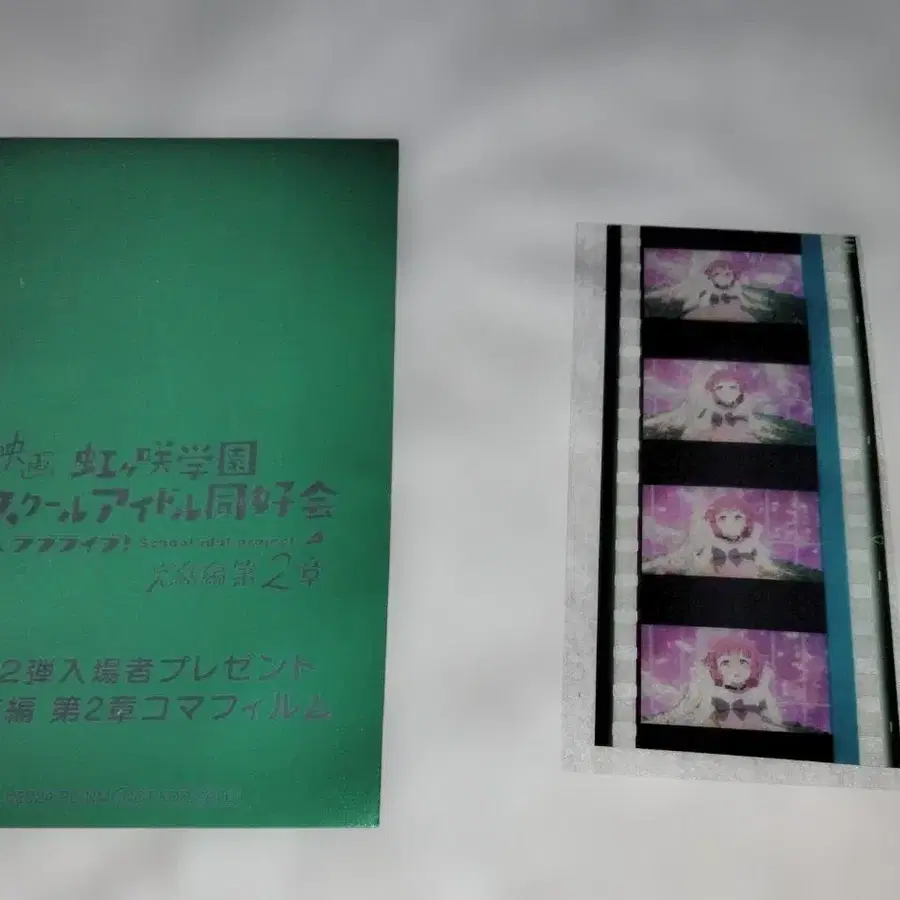 映画 虹ヶ咲学園
スクールアイドル同好会
ラブライブ! School idol project
完結編 第2章
2弾入場者プレゼント
編 第2章コマフィルム